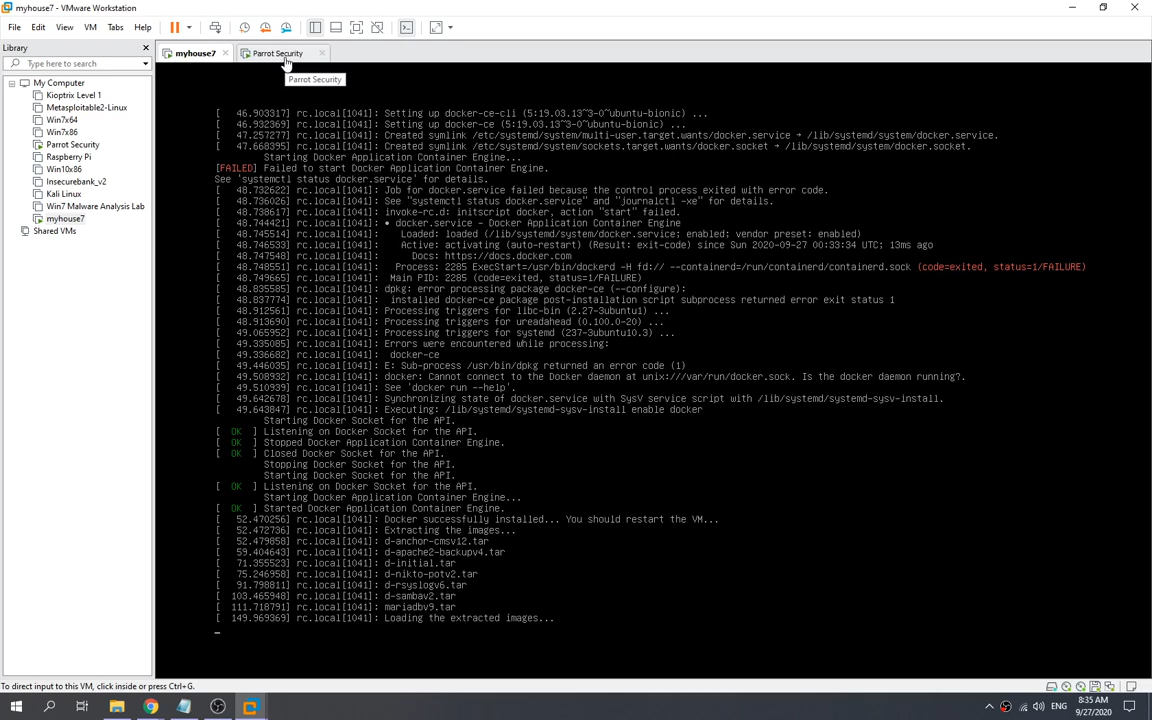 myhouse7 - VMware Workstation
File Edit View VM Tabs Help
Library
Type here to search
My Computer
Kioptrix Level 1
Metasploitable2-Linux
Win7x64
Win7x86
Parrot Security
Raspberry Pi
Win10x86
Insecurebank_v2
Kali Linux
Win7 Malware Analysis Lab
myhouse7
Shared VMs
myhouse7
Parrot Security
Parrot Security
[ 46.903317] rc.local[1041]: Setting up docker-ce-cli (5:19.03.13~3-0~ubuntu-bionic) ...
[ 46.932369] rc.local[1041]: Setting up docker-ce (5:19.03.13~3-0~ubuntu-bionic) ...
[ 47.257277] rc.local[1041]: Created symlink /etc/systemd/system/multi-user.target.wants/docker.service → /lib/systemd/system/docker.service.
[ 47.668395] rc.local[1041]: Created symlink /etc/systemd/system/sockets.target.wants/docker.socket → /lib/systemd/system/docker.socket.
Starting Docker Application Container Engine...
[FAILED] Failed to start Docker Application Container Engine.
See 'systemctl status docker.service' for details.
[ 48.732622] rc.local[1041]: Job for docker.service failed because the control process exited with error code.
[ 48.736026] rc.local[1041]: See "systemctl status docker.service" and "journalctl -xe" for details.
[ 48.738617] rc.local[1041]: invoke-rc.d: initscript docker, action "start" failed.
[ 48.744421] rc.local[1041]: • docker.service - Docker Application Container Engine
[ 48.745514] rc.local[1041]: Loaded: loaded (/lib/systemd/system/docker.service; enabled; vendor preset: enabled)
[ 48.746533] rc.local[1041]: Active: activating (auto-restart) (Result: exit-code) since Sun 2020-09-27 00:33:34 UTC; 13ms ago
[ 48.747548] rc.local[1041]: Docs: https://docs.docker.com
[ 48.748551] rc.local[1041]: Process: 2285 ExecStart=/usr/bin/dockerd -H fd:// --containerd=/run/containerd/containerd.sock (code=exited, status=1/FAILURE)
[ 48.749665] rc.local[1041]: Main PID: 2285 (code=exited, status=1/FAILURE)
[ 48.835585] rc.local[1041]: dpkg: error processing package docker-ce (--configure):
[ 48.837774] rc.local[1041]: installed docker-ce package post-installation script subprocess returned error exit status 1
[ 48.912561] rc.local[1041]: Processing triggers for libc-bin (2.27-3ubuntu1) ...
[ 48.913690] rc.local[1041]: Processing triggers for ureadahead (0.100.0-20) ...
[ 49.065952] rc.local[1041]: Processing triggers for systemd (237-3ubuntu10.3) ...
[ 49.335085] rc.local[1041]: Errors were encountered while processing:
[ 49.336682] rc.local[1041]: docker-ce
[ 49.446035] rc.local[1041]: E: Sub-process /usr/bin/dpkg returned an error code (1)
[ 49.508932] rc.local[1041]: docker: Cannot connect to the Docker daemon at unix:///var/run/docker.sock. Is the docker daemon running?.
[ 49.510939] rc.local[1041]: See 'docker run --help'.
[ 49.642678] rc.local[1041]: Synchronizing state of docker.service with SysV service script with /lib/systemd/systemd-sysv-install.
[ 49.643847] rc.local[1041]: Executing: /lib/systemd/systemd-sysv-install enable docker
Starting Docker Socket for the API.
[ OK ] Listening on Docker Socket for the API.
[ OK ] Stopped Docker Application Container Engine.
[ OK ] Closed Docker Socket for the API.
Stopping Docker Socket for the API.
Starting Docker Socket for the API.
[ OK ] Listening on Docker Socket for the API.
Starting Docker Application Container Engine...
[ OK ] Started Docker Application Container Engine.
[ 52.470256] rc.local[1041]: Docker successfully installed... You should restart the VM...
[ 52.472736] rc.local[1041]: Extracting the images...
[ 52.479858] rc.local[1041]: d-anchor-cmsv12.tar
[ 59.404643] rc.local[1041]: d-apache2-backupv4.tar
[ 71.355523] rc.local[1041]: d-initial.tar
[ 75.246958] rc.local[1041]: d-nikto-potv2.tar
[ 91.798811] rc.local[1041]: d-rsyslogv6.tar
[ 103.465948] rc.local[1041]: d-sambav2.tar
[ 111.718791] rc.local[1041]: mariadbv9.tar
[ 149.969369] rc.local[1041]: Loading the extracted images...
To direct input to this VM, click inside or press Ctrl+G.
ENG
8:35 AM
9/27/2020